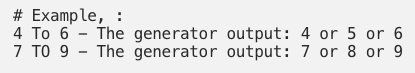 # Example, :
4 To 6 – The generator output: 4 or 5 or 6
7 TO 9 – The generator output: 7 or 8 or 9